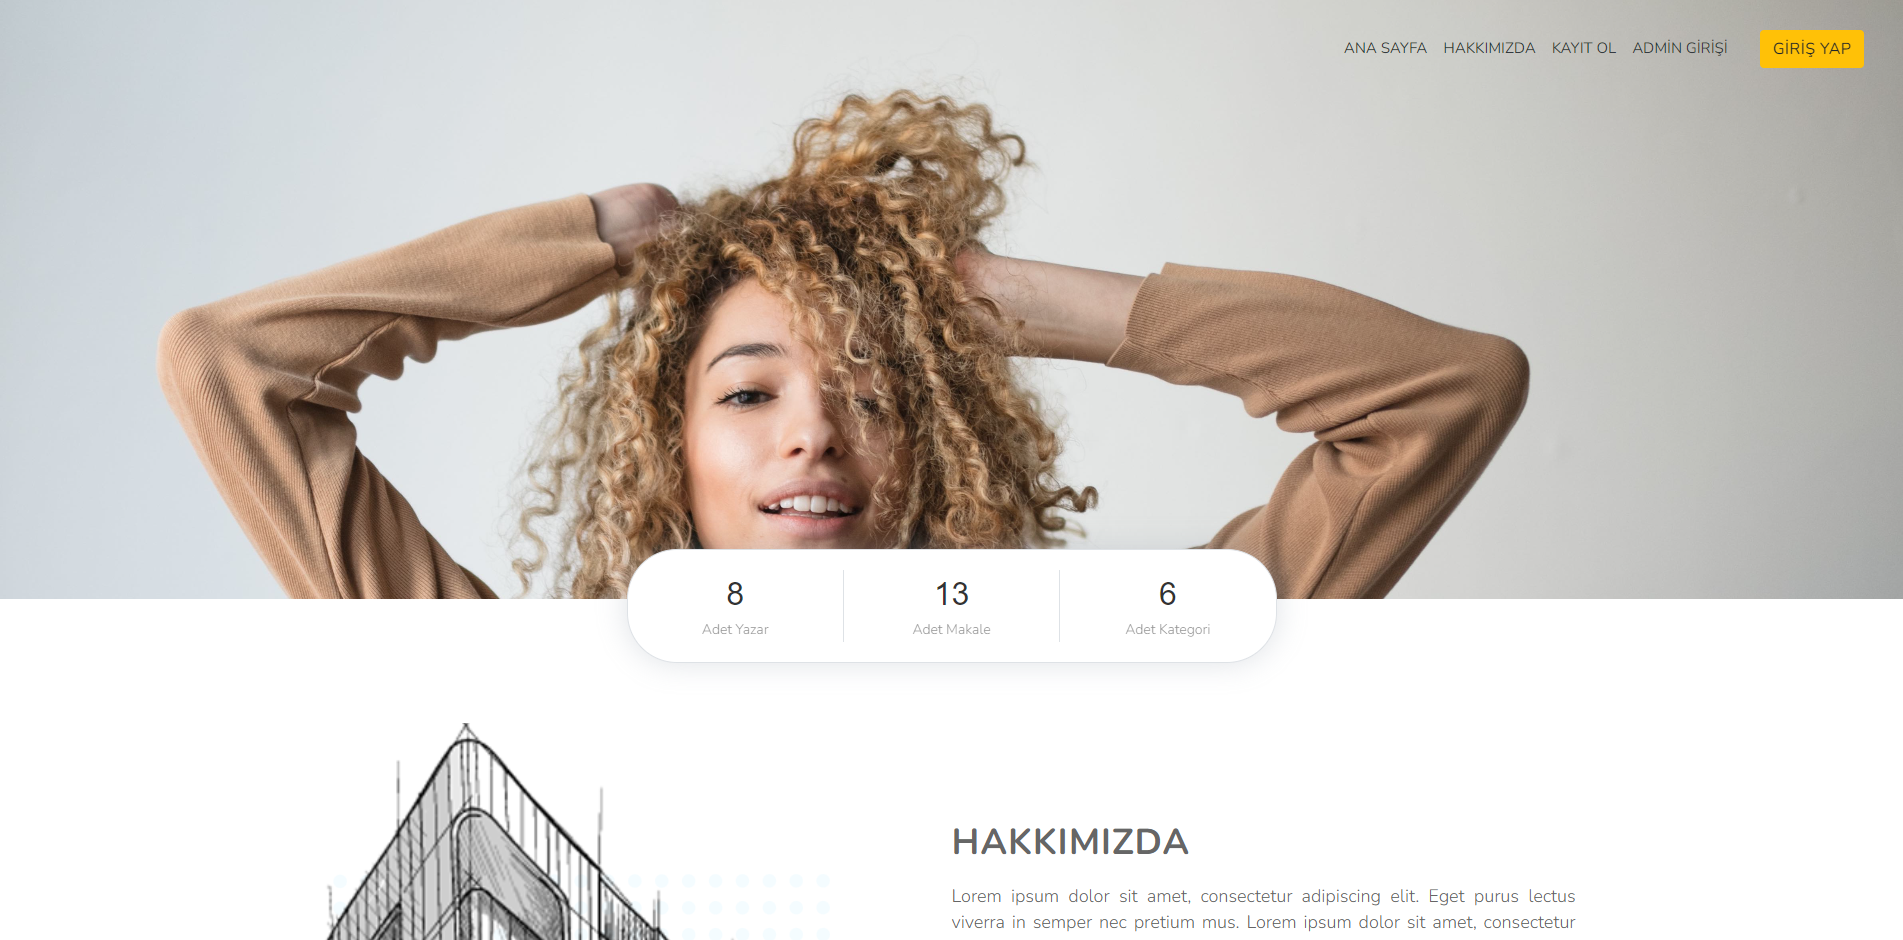 ANA SAYFA HAKKIMIZDA KAYIT OL ADMİN GİRİŞİ GİRİŞ YAP
8 13 6
Adet Yazar Adet Makale Adet Kategori
HAKKIMIZDA
Lorem ipsum dolor sit amet, consectetur adipiscing elit. Eget purus lectus
viverra in semper nec pretium mus. Lorem ipsum dolor sit amet, consectetur